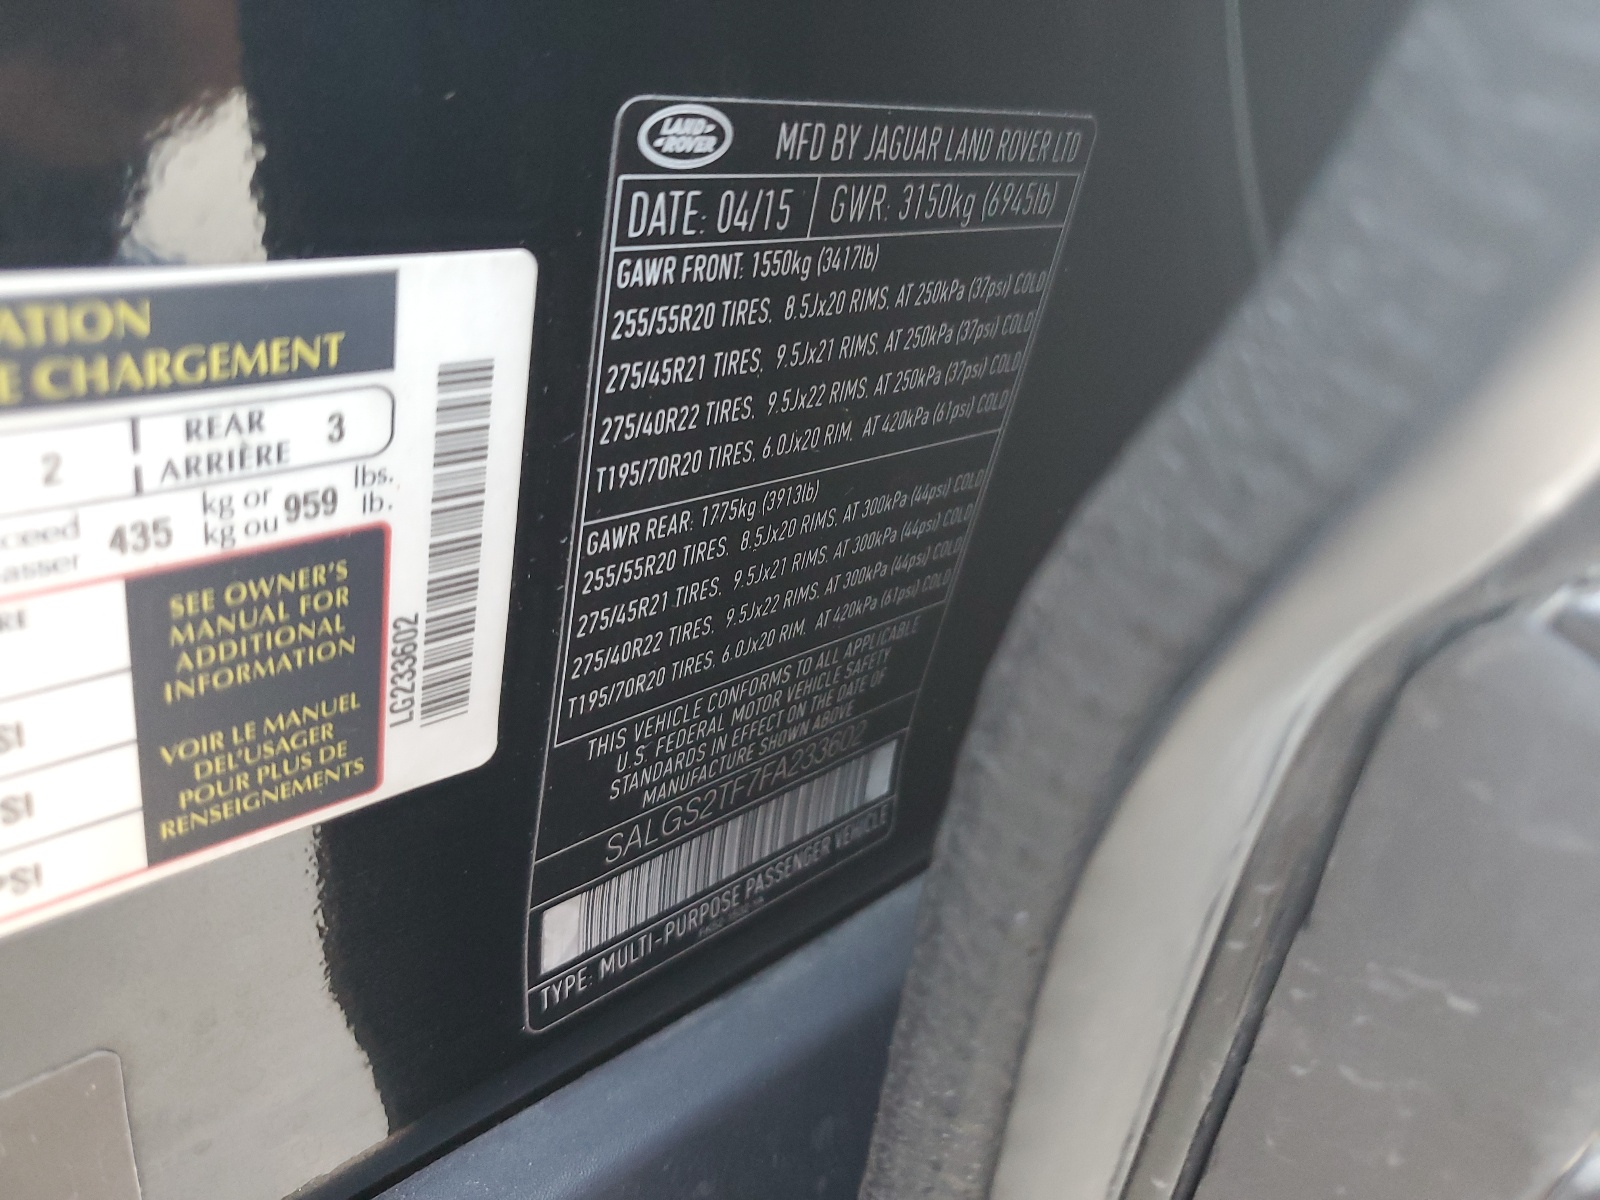 ATION
E CHARGEMENT
2
REAR
ARRIÈRE
3
kg or
lbs.
435
kg ou
959
lb.
SEE OWNER'S
MANUAL FOR
ADDITIONAL
INFORMATION
VOIR LE MANUEL
DEL'USAGER
POUR PLUS DE
RENSEIGNEMENTS
SI
SI
PSI
LG233602
LAND
ROVER
MFD BY JAGUAR LAND ROVER LTD
DATE: 04/15
GWR: 3150kg (6945lb)
GAWR FRONT: 1550kg (3417lb)
255/55R20 TIRES. 8.5Jx20 RIMS. AT 250kPa (37psi) COLD
275/45R21 TIRES. 9.5Jx21 RIMS. AT 250kPa (37psi) COLD
275/40R22 TIRES. 9.5Jx22 RIMS. AT 250kPa (37psi) COLD
T195/70R20 TIRES. 6.0Jx20 RIM. AT 420kPa (61psi) COLD
GAWR REAR: 1775kg (3913lb)
255/55R20 TIRES. 8.5Jx20 RIMS. AT 300kPa (44psi) COLD
275/45R21 TIRES. 9.5Jx21 RIMS. AT 300kPa (44psi) COLD
275/40R22 TIRES. 9.5Jx22 RIMS. AT 300kPa (44psi) COLD
T195/70R20 TIRES. 6.0Jx20 RIM. AT 420kPa (61psi) COLD
THIS VEHICLE CONFORMS TO ALL APPLICABLE
U.S. FEDERAL MOTOR VEHICLE SAFETY
STANDARDS IN EFFECT ON THE DATE OF
MANUFACTURE SHOWN ABOVE
SALGS2TF7FA233602
TYPE: MULTI-PURPOSE PASSENGER VEHICLE